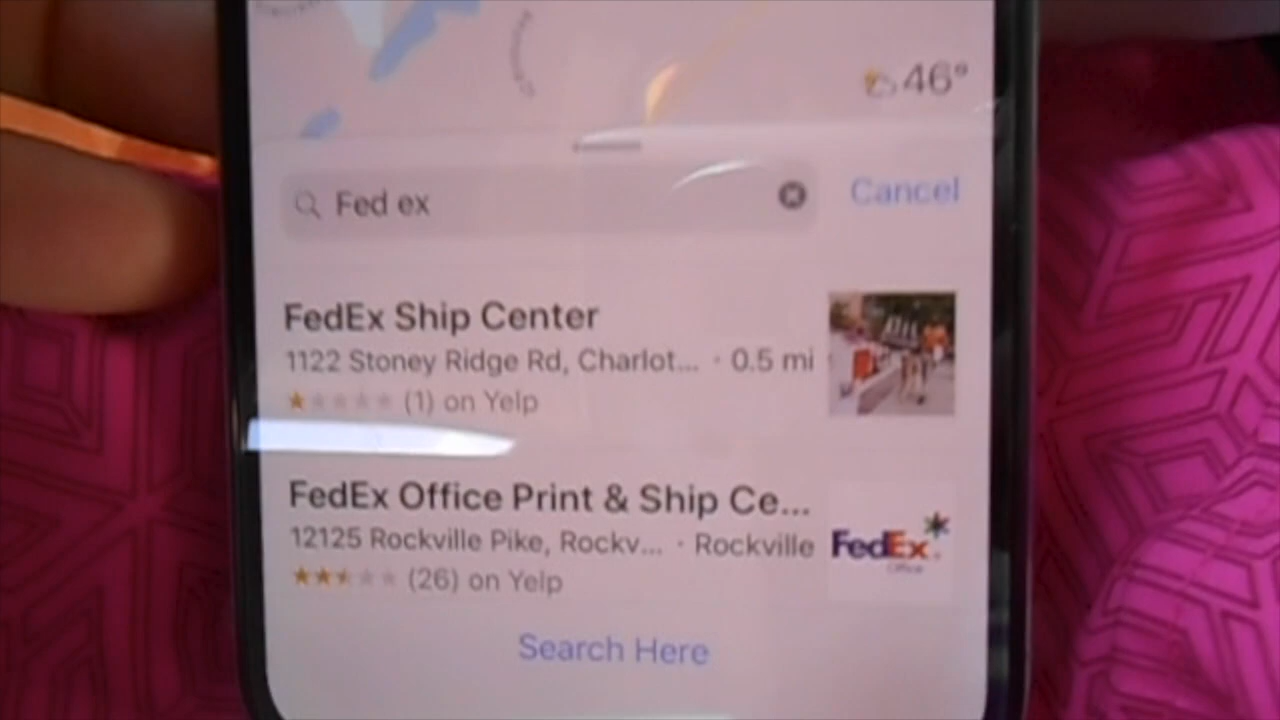 46°
Fed ex
Cancel
FedEx Ship Center
1122 Stoney Ridge Rd, Charlot... · 0.5 mi
(1) on Yelp
FedEx Office Print & Ship Ce...
12125 Rockville Pike, Rockv... · Rockville
FedEx
Office
(26) on Yelp
Search Here